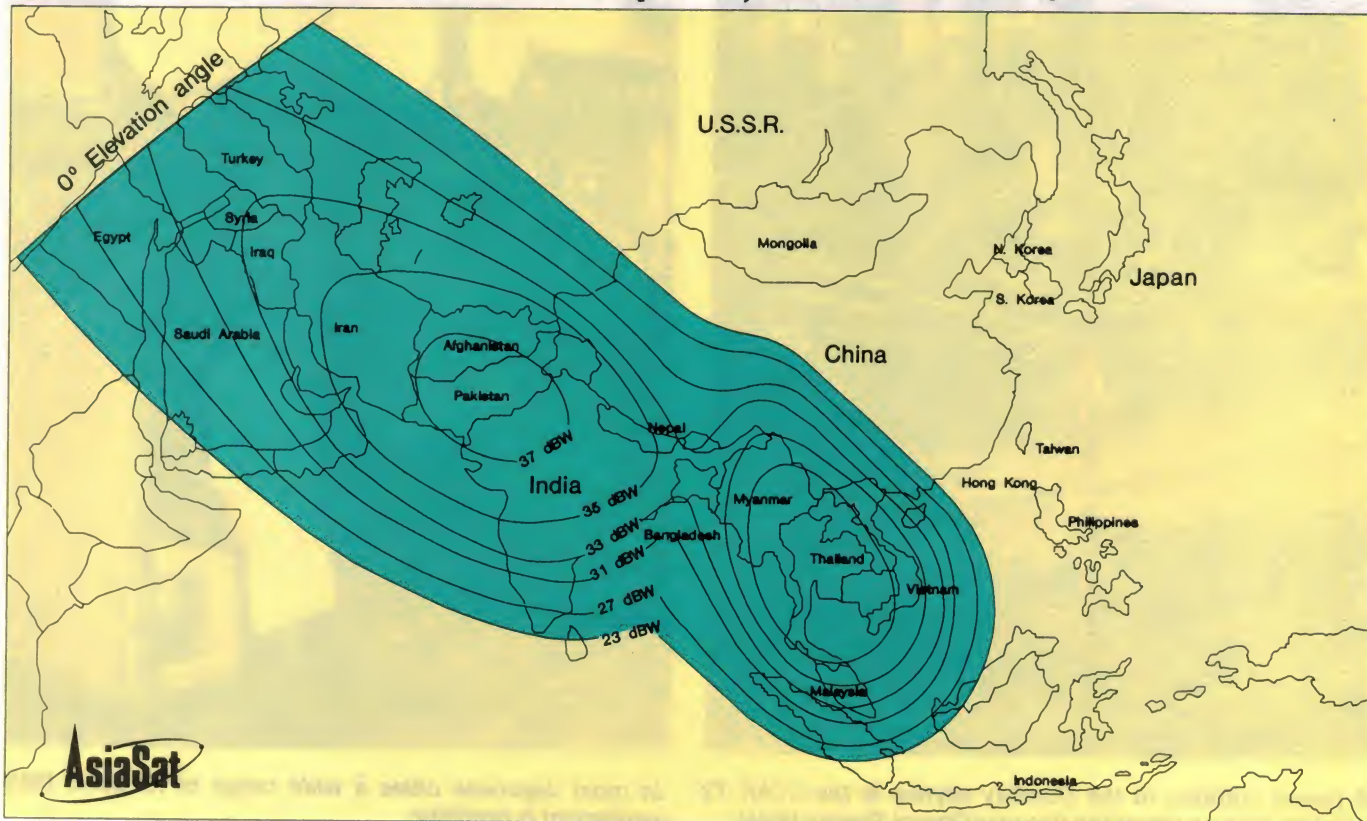 U.S.S.R.
0° Elevation angle
Turkey
Syria
Egypt
Iraq
Mongolia
N. Korea
Japan
S. Korea
Saudi Arabia
Iran
Afghanistan
China
Pakistan
Nepal
37 dBW
India
Taiwan
Hong Kong
Myanmar
35 dBW
Philippines
Bangladesh
33 dBW
31 dBW
Thailand
Vietnam
27 dBW
23 dBW
Malaysia
AsiaSat
Indonesia